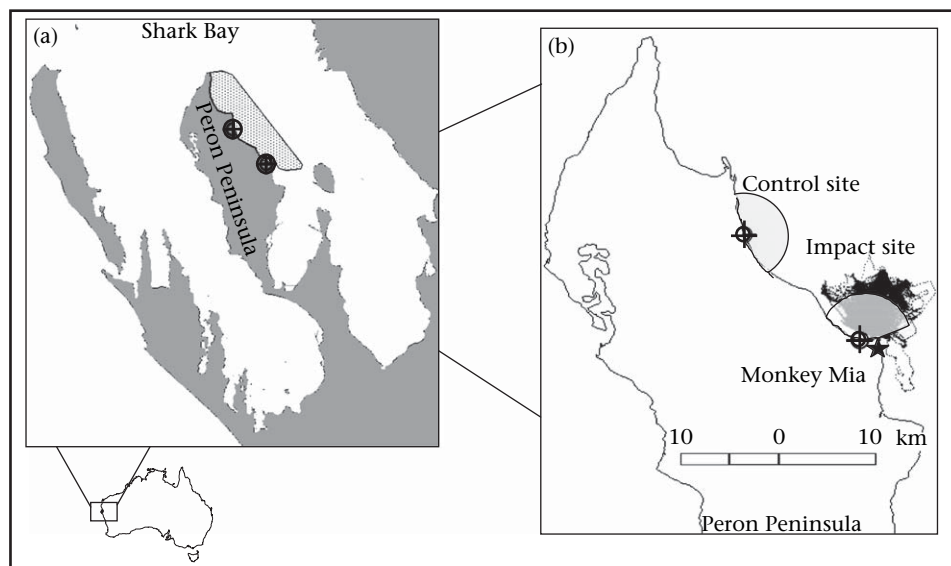 (a)
Shark Bay
Peron Peninsula
(b)
Control site
Impact site
Monkey Mia
10 0 10 km
Peron Peninsula